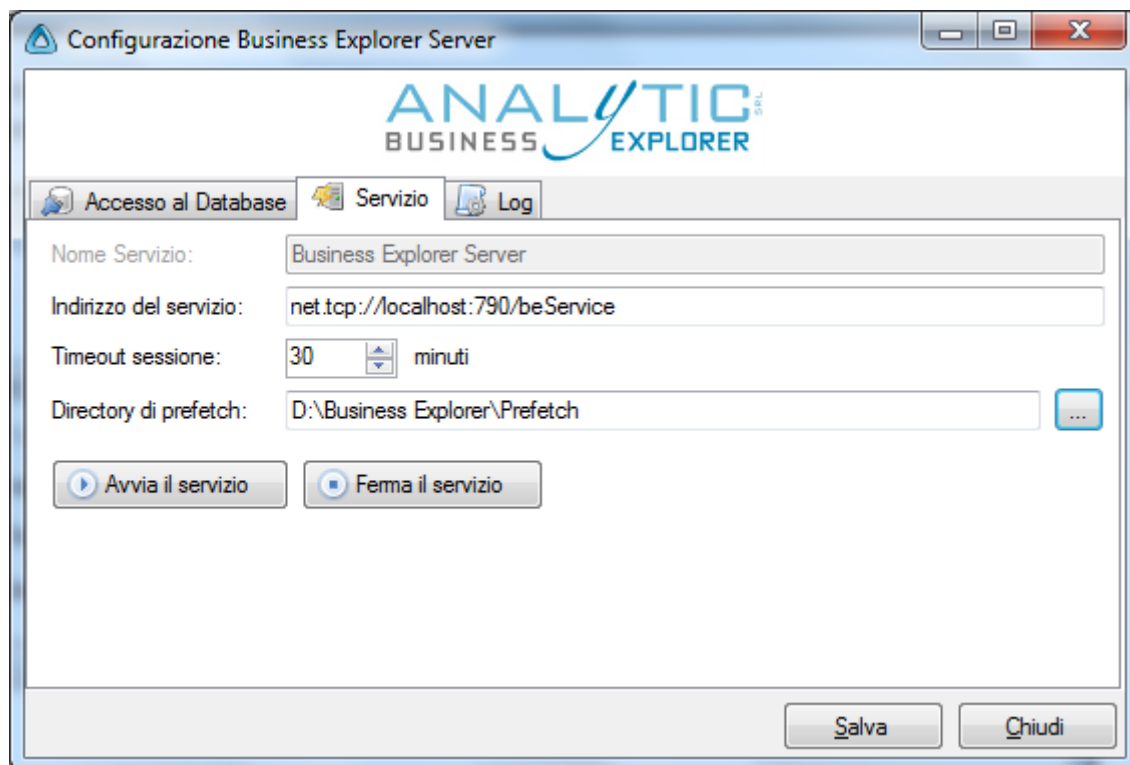 Configurazione Business Explorer Server
ANALYTIC SRL
BUSINESS EXPLORER
Accesso al Database Servizio Log
Nome Servizio: Business Explorer Server
Indirizzo del servizio: net.tcp://localhost:790/beService
Timeout sessione: 30 minuti
Directory di prefetch: D:\Business Explorer\Prefetch ...
Avvia il servizio Ferma il servizio
Salva Chiudi